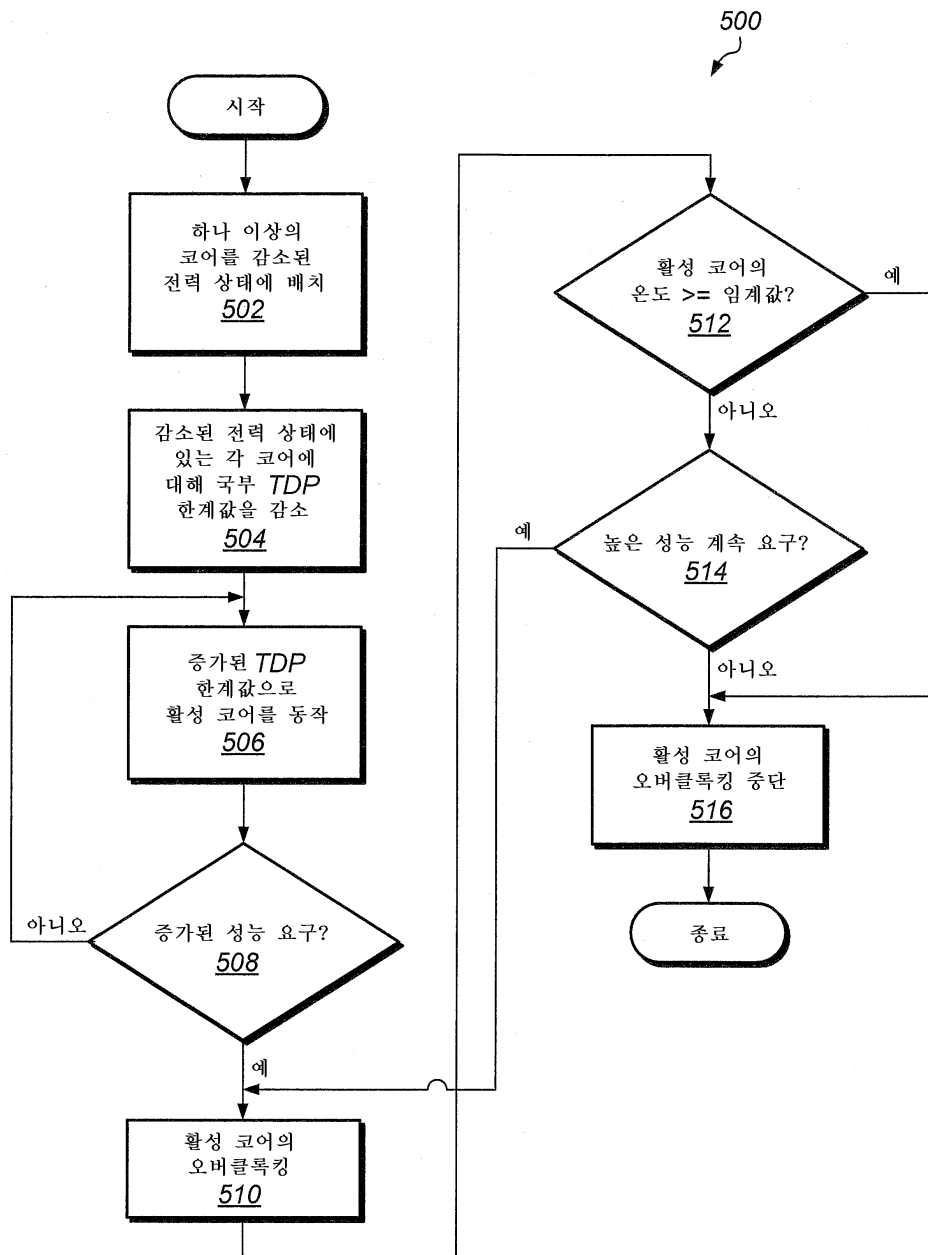 500
시작
하나 이상의
코어를 감소된
전력 상태에 배치
502
감소된 전력 상태에
있는 각 코어에
대해 국부 TDP
한계값을 감소
504
증가된 TDP
한계값으로
활성 코어를 동작
506
아니오
증가된 성능 요구?
508
예
활성 코어의
오버클록킹
510
활성 코어의
온도 >= 임계값?
512
예
아니오
예
높은 성능 계속 요구?
514
아니오
활성 코어의
오버클록킹 중단
516
종료